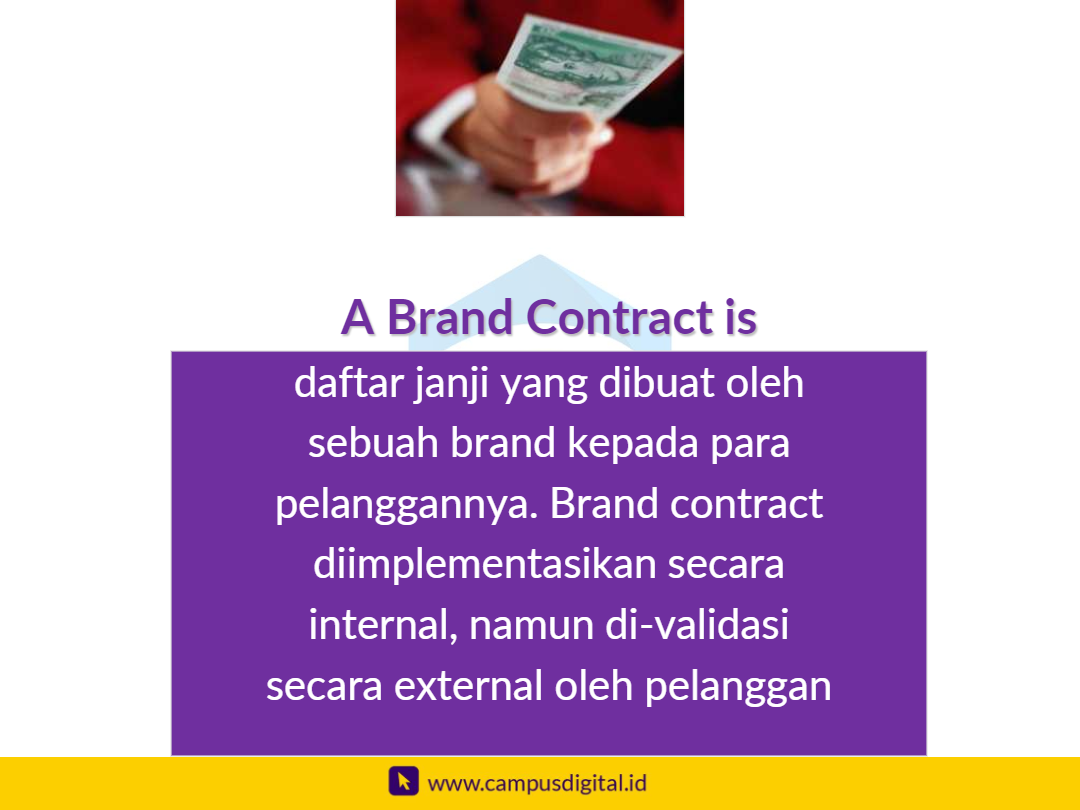 A Brand Contract is
daftar janji yang dibuat oleh
sebuah brand kepada para
pelanggannya. Brand contract
diimplementasikan secara
internal, namun di-validasi
secara external oleh pelanggan
www.campusdigital.id